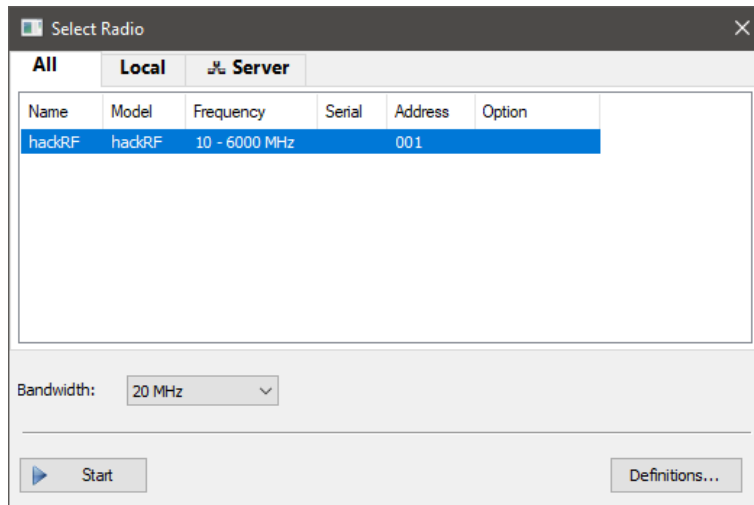 Select Radio
All Local Server
Name Model Frequency Serial Address Option
hackRF hackRF 10 - 6000 MHz 001
Bandwidth: 20 MHz
Start Definitions...